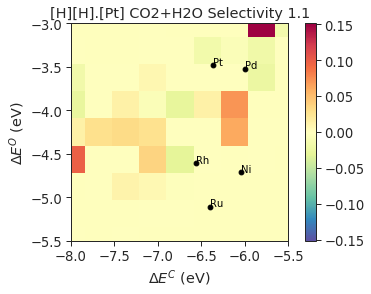 [H][H].[Pt] CO2+H2O Selectivity 1.1
−3.0
−3.5
−4.0
−4.5
−5.0
−5.5
ΔE^O (eV)
Pt
Pd
Rh
Ni
Ru
−8.0 −7.5 −7.0 −6.5 −6.0 −5.5
ΔE^C (eV)
0.15
0.10
0.05
0.00
−0.05
−0.10
−0.15